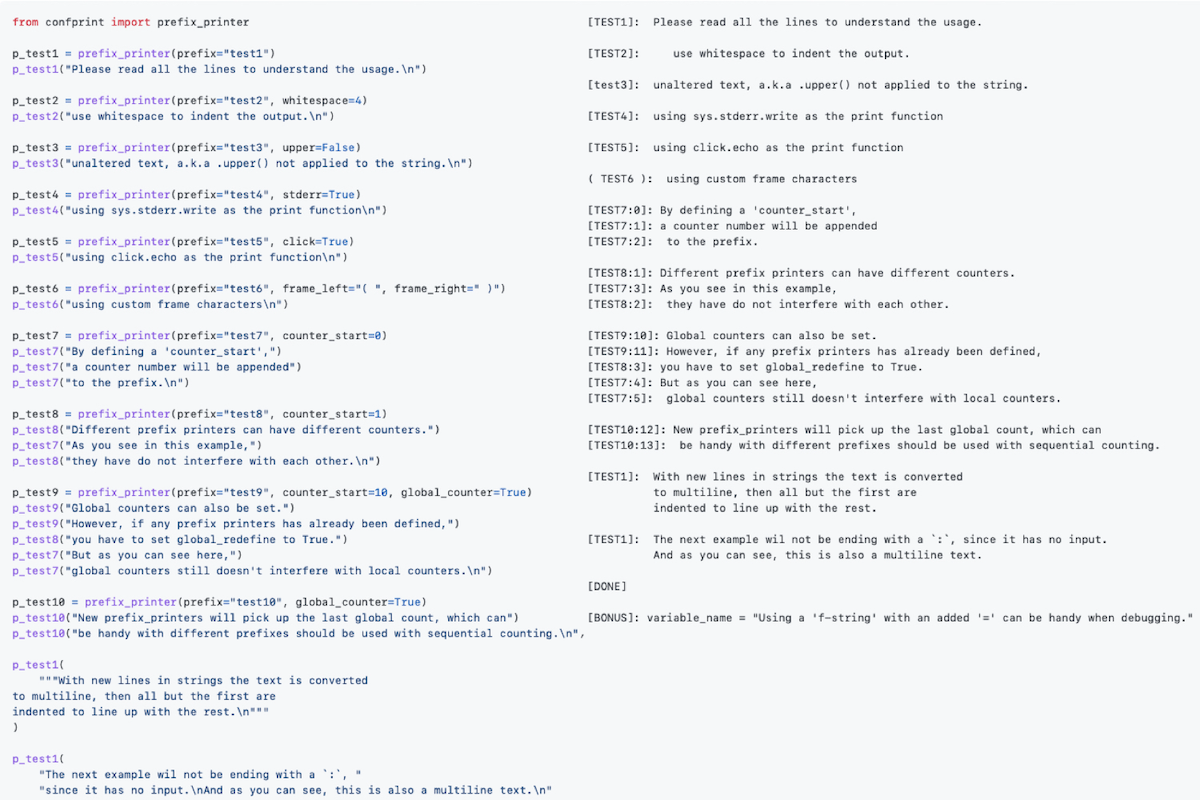 from confprint import prefix_printer
p_test1 = prefix_printer(prefix="test1")
p_test1("Please read all the lines to understand the usage.\n")
p_test2 = prefix_printer(prefix="test2", whitespace=4)
p_test2("use whitespace to indent the output.\n")
p_test3 = prefix_printer(prefix="test3", upper=False)
p_test3("unaltered text, a.k.a .upper() not applied to the string.\n")
p_test4 = prefix_printer(prefix="test4", stderr=True)
p_test4("using sys.stderr.write as the print function\n")
p_test5 = prefix_printer(prefix="test5", click=True)
p_test5("using click.echo as the print function\n")
p_test6 = prefix_printer(prefix="test6", frame_left="( ", frame_right=" )")
p_test6("using custom frame characters\n")
p_test7 = prefix_printer(prefix="test7", counter_start=0)
p_test7("By defining a 'counter_start',")
p_test7("a counter number will be appended")
p_test7("to the prefix.\n")
p_test8 = prefix_printer(prefix="test8", counter_start=1)
p_test8("Different prefix printers can have different counters.")
p_test7("As you see in this example,")
p_test8("they have do not interfere with each other.\n")
p_test9 = prefix_printer(prefix="test9", counter_start=10, global_counter=True)
p_test9("Global counters can also be set.")
p_test9("However, if any prefix printers has already been defined,")
p_test8("you have to set global_redefine to True.")
p_test7("But as you can see here,")
p_test7("global counters still doesn't interfere with local counters.\n")
p_test10 = prefix_printer(prefix="test10", global_counter=True)
p_test10("New prefix_printers will pick up the last global count, which can")
p_test10("be handy with different prefixes should be used with sequential counting.\n",
p_test1(
    """With new lines in strings the text is converted
to multiline, then all but the first are
indented to line up with the rest.\n"""
)
p_test1(
    "The next example wil not be ending with a `:`, "
    "since it has no input.\nAnd as you can see, this is also a multiline text.\n"
[TEST1]:  Please read all the lines to understand the usage.
[TEST2]:     use whitespace to indent the output.
[test3]:  unaltered text, a.k.a .upper() not applied to the string.
[TEST4]:  using sys.stderr.write as the print function
[TEST5]:  using click.echo as the print function
( TEST6 ):  using custom frame characters
[TEST7:0]: By defining a 'counter_start',
[TEST7:1]: a counter number will be appended
[TEST7:2]:  to the prefix.
[TEST8:1]: Different prefix printers can have different counters.
[TEST7:3]: As you see in this example,
[TEST8:2]:  they have do not interfere with each other.
[TEST9:10]: Global counters can also be set.
[TEST9:11]: However, if any prefix printers has already been defined,
[TEST8:3]: you have to set global_redefine to True.
[TEST7:4]: But as you can see here,
[TEST7:5]:  global counters still doesn't interfere with local counters.
[TEST10:12]: New prefix_printers will pick up the last global count, which can
[TEST10:13]:  be handy with different prefixes should be used with sequential counting.
[TEST1]:  With new lines in strings the text is converted
          to multiline, then all but the first are
          indented to line up with the rest.
[TEST1]:  The next example wil not be ending with a `:`, since it has no input.
          And as you can see, this is also a multiline text.
[DONE]
[BONUS]: variable_name = "Using a 'f-string' with an added '=' can be handy when debugging."